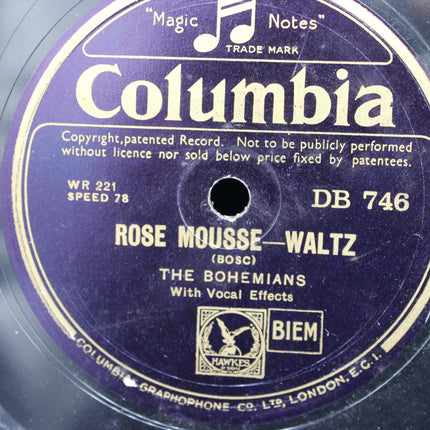 "Magic Notes"
TRADE MARK
Columbia
Copyright, patented Record. Not to be publicly performed
without licence nor sold below price fixed by patentees.
WR 221
SPEED 78
DB 746
ROSE MOUSSE—WALTZ
(BOSC)
THE BOHEMIANS
With Vocal Effects
HAWKES
& SON
BIEM
COLUMBIA GRAPHOPHONE CO. LTD, LONDON, E.C.1.